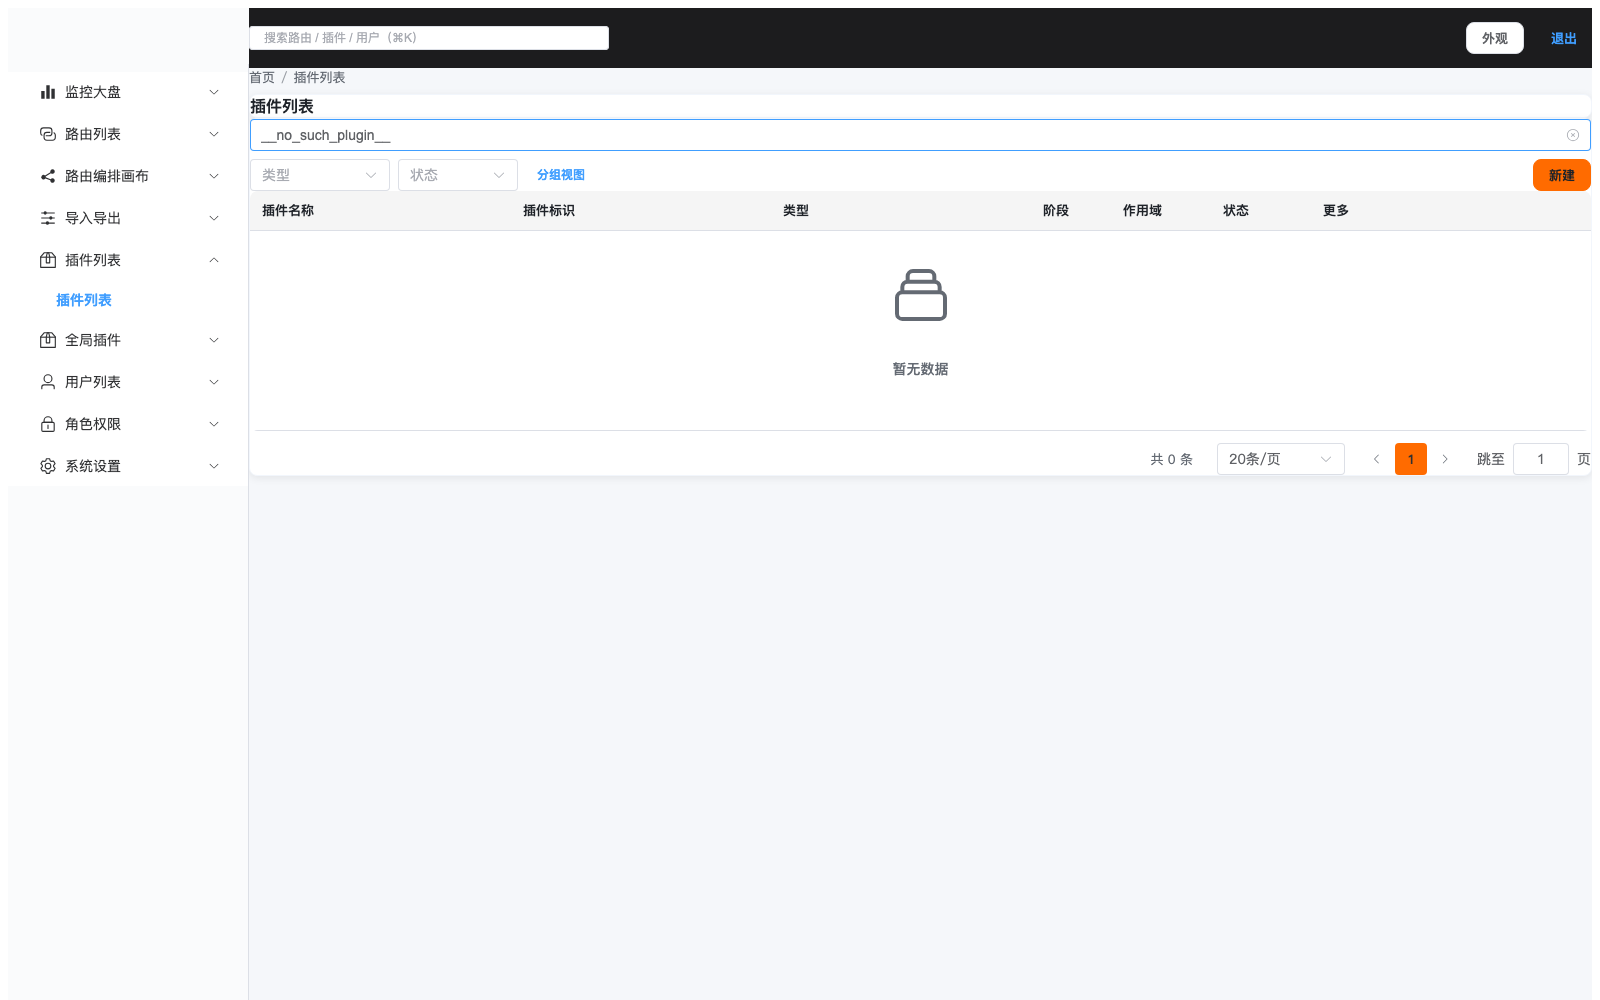 搜索路由 / 插件 / 用户（⌘K）
外观
退出
监控大盘
路由列表
路由编排画布
导入导出
插件列表
插件列表
全局插件
用户列表
角色权限
系统设置
首页 / 插件列表
插件列表
__no_such_plugin__
类型
状态
分组视图
新建
插件名称 插件标识 类型 阶段 作用域 状态 更多
暂无数据
共 0 条 20条/页 1 跳至 1 页